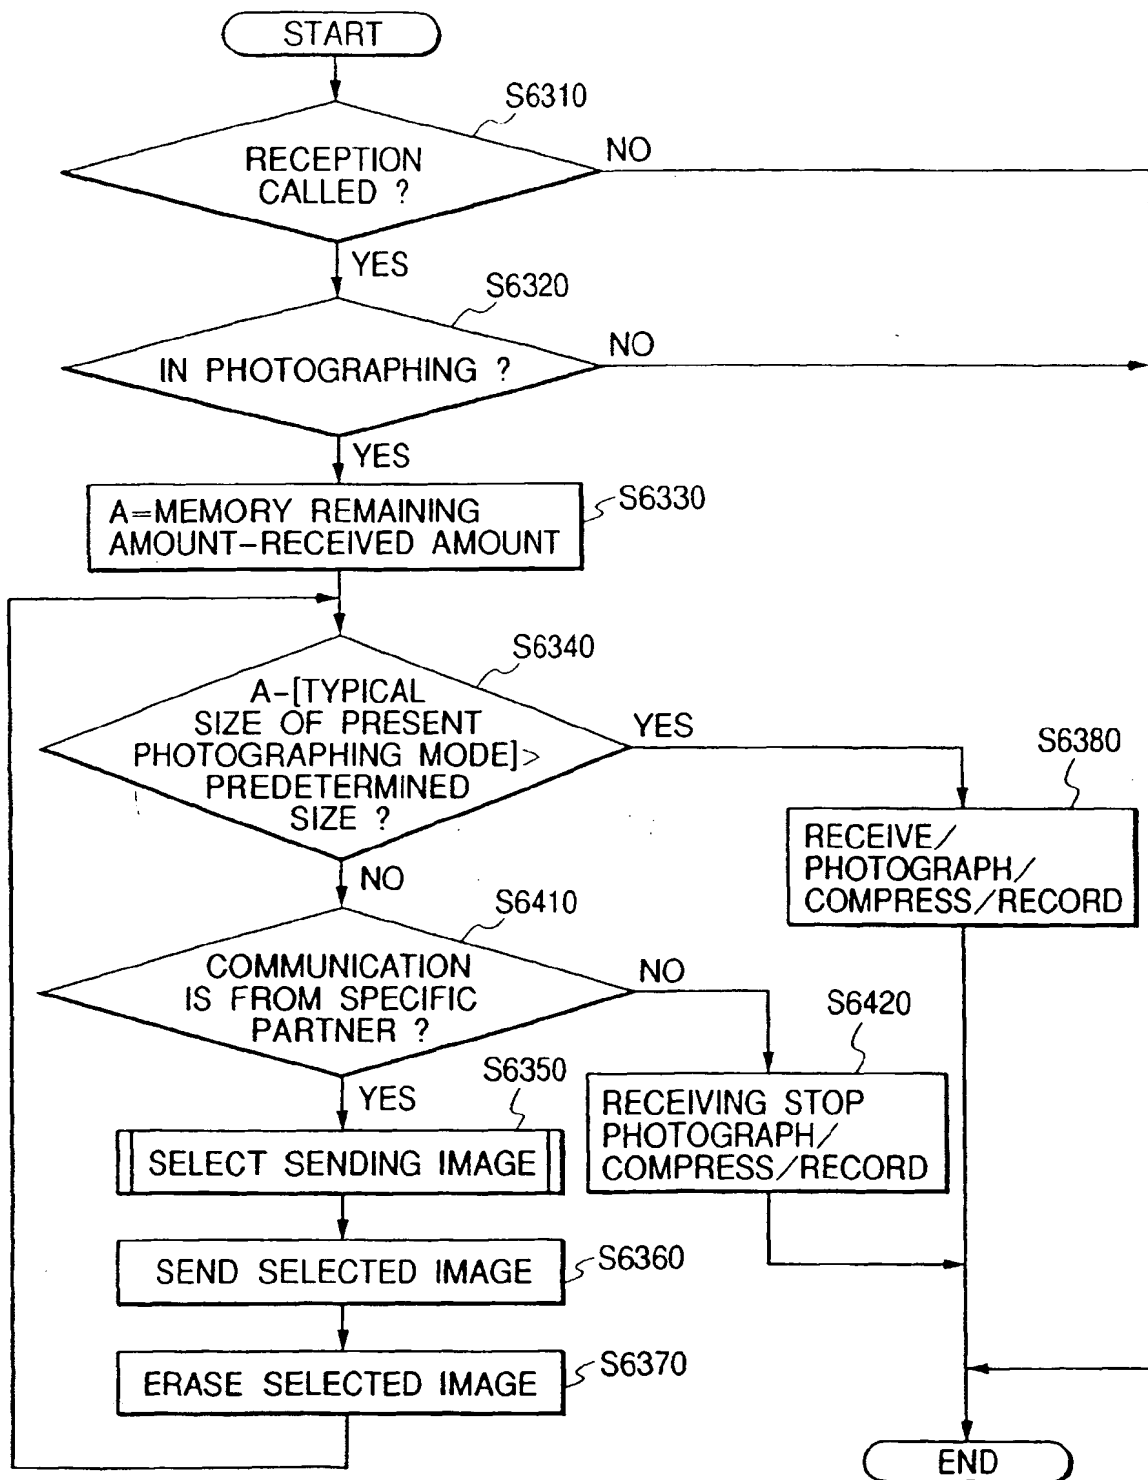 START
S6310
RECEPTION
CALLED ?
NO
YES
S6320
IN PHOTOGRAPHING ?
NO
YES
S6330
A=MEMORY REMAINING
AMOUNT-RECEIVED AMOUNT
S6340
A-[TYPICAL
SIZE OF PRESENT
PHOTOGRAPHING MODE]>
PREDETERMINED
SIZE ?
YES
NO
S6380
RECEIVE/
PHOTOGRAPH/
COMPRESS/RECORD
S6410
COMMUNICATION
IS FROM SPECIFIC
PARTNER ?
NO
YES
S6420
RECEIVING STOP
PHOTOGRAPH/
COMPRESS/RECORD
S6350
SELECT SENDING IMAGE
SEND SELECTED IMAGE
S6360
ERASE SELECTED IMAGE
S6370
END